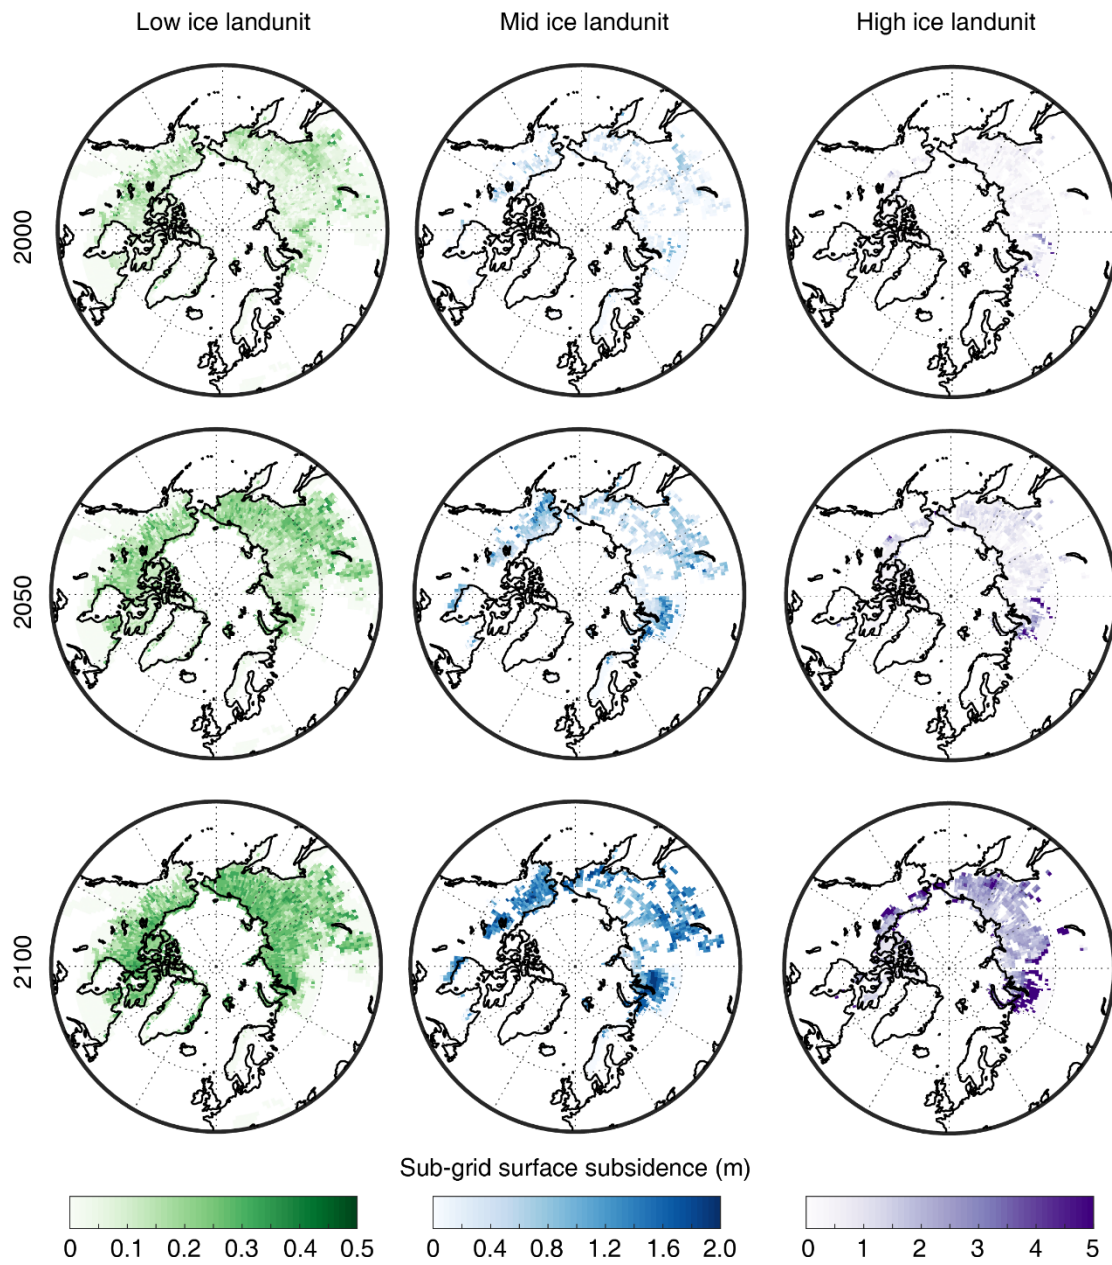 Low ice landunit Mid ice landunit High ice landunit
2000
2050
2100
Sub-grid surface subsidence (m)
0 0.1 0.2 0.3 0.4 0.5 0 0.4 0.8 1.2 1.6 2.0 0 1 2 3 4 5